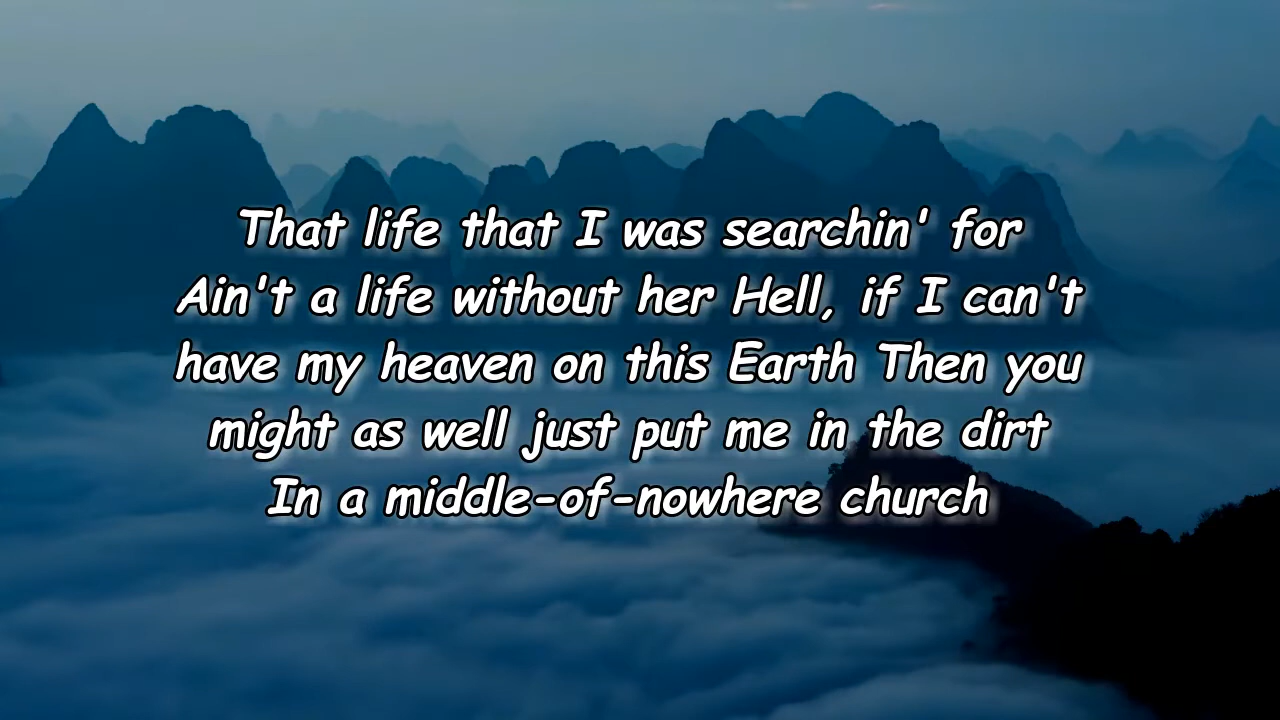 That life that I was searchin' for
Ain't a life without her Hell, if I can't
have my heaven on this Earth Then you
might as well just put me in the dirt
In a middle-of-nowhere church